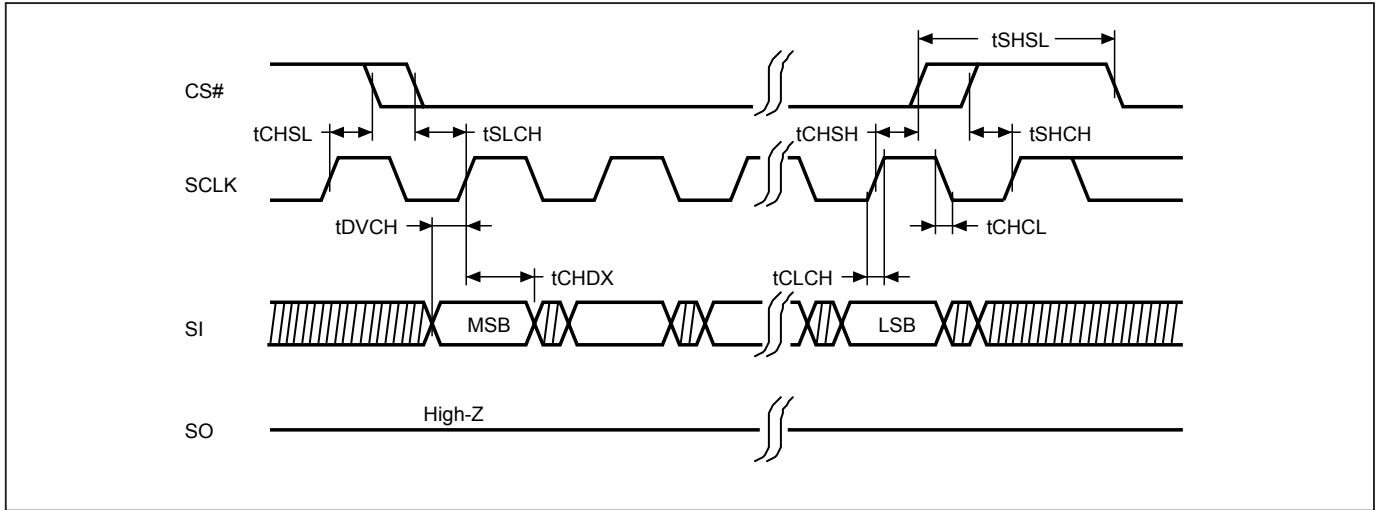 tSHSL
CS#
tCHSL
tSLCH
tCHSH
tSHCH
SCLK
tDVCH
tCHCL
tCHDX
tCLCH
SI
MSB
LSB
High-Z
SO